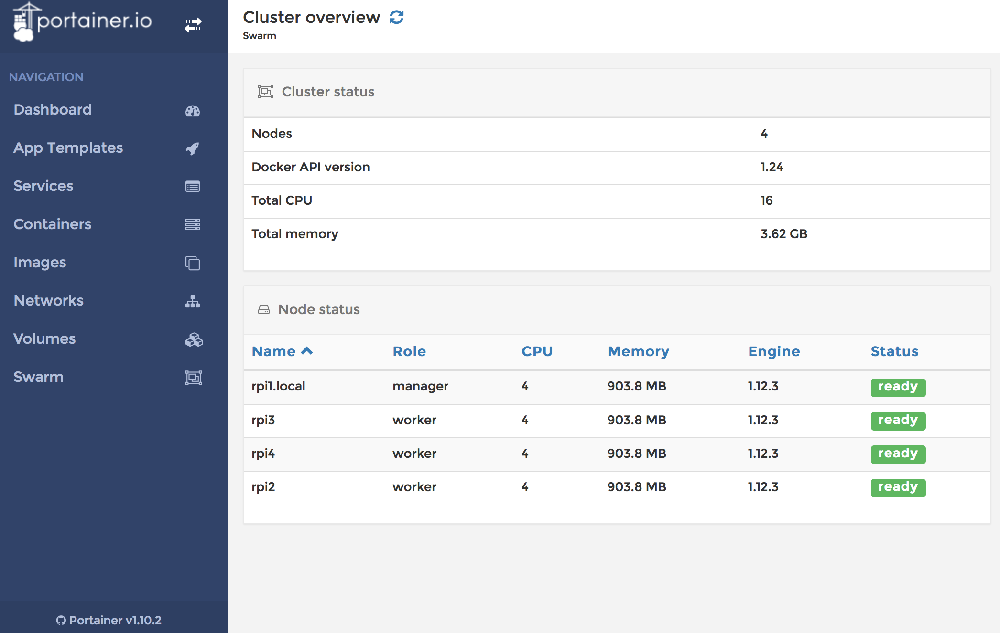 portainer.io
NAVIGATION
Dashboard
App Templates
Services
Containers
Images
Networks
Volumes
Swarm
Portainer v1.10.2
Cluster overview
Swarm
Cluster status
Nodes 4
Docker API version 1.24
Total CPU 16
Total memory 3.62 GB
Node status
Name Role CPU Memory Engine Status
rpi1.local manager 4 903.8 MB 1.12.3 ready
rpi3 worker 4 903.8 MB 1.12.3 ready
rpi4 worker 4 903.8 MB 1.12.3 ready
rpi2 worker 4 903.8 MB 1.12.3 ready